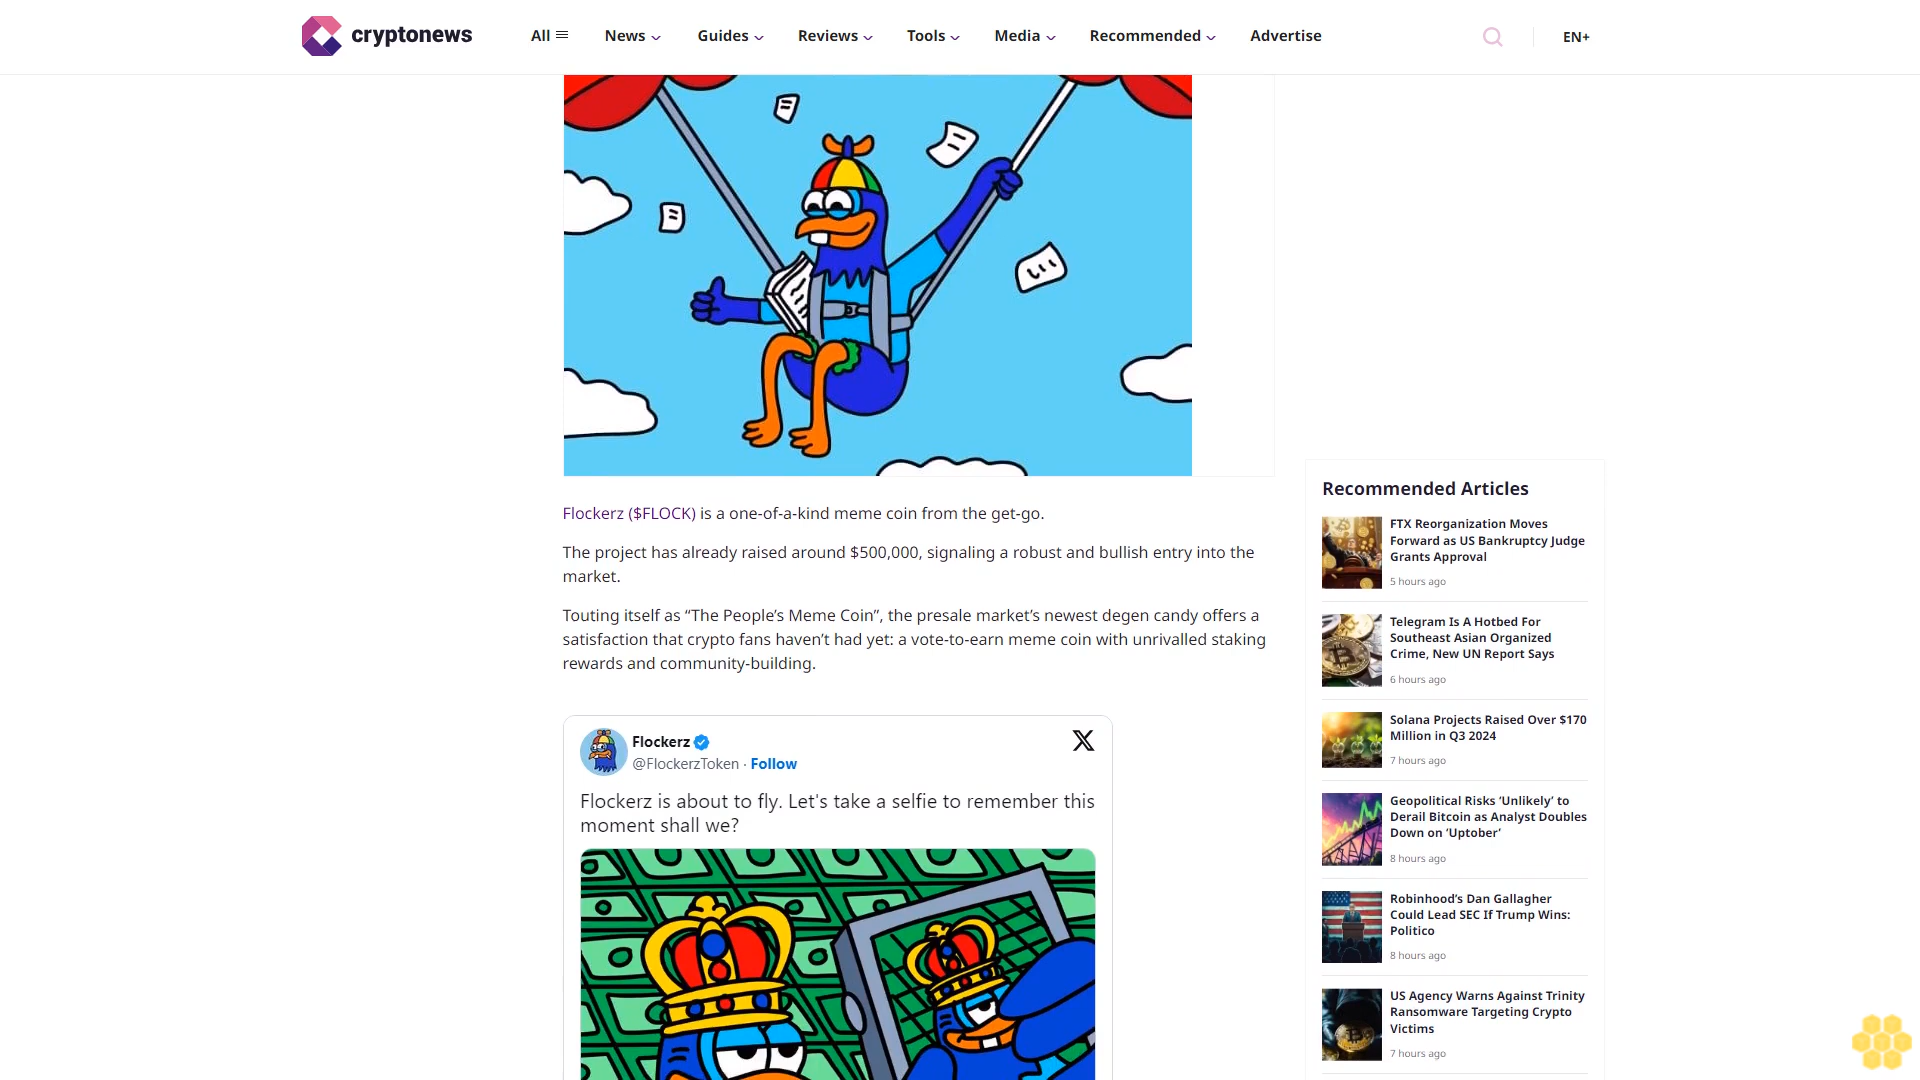 cryptonews
All
News
Guides
Reviews
Tools
Media
Recommended
Advertise
EN+
Flockerz ($FLOCK) is a one-of-a-kind meme coin from the get-go.
The project has already raised around $500,000, signaling a robust and bullish entry into the
market.
Touting itself as “The People’s Meme Coin”, the presale market’s newest degen candy offers a
satisfaction that crypto fans haven’t had yet: a vote-to-earn meme coin with unrivalled staking
rewards and community-building.
Flockerz
@FlockerzToken · Follow
Flockerz is about to fly. Let's take a selfie to remember this
moment shall we?
Recommended Articles
FTX Reorganization Moves
Forward as US Bankruptcy Judge
Grants Approval
5 hours ago
Telegram Is A Hotbed For
Southeast Asian Organized
Crime, New UN Report Says
6 hours ago
Solana Projects Raised Over $170
Million in Q3 2024
7 hours ago
Geopolitical Risks ‘Unlikely’ to
Derail Bitcoin as Analyst Doubles
Down on ‘Uptober’
8 hours ago
Robinhood’s Dan Gallagher
Could Lead SEC If Trump Wins:
Politico
8 hours ago
US Agency Warns Against Trinity
Ransomware Targeting Crypto
Victims
7 hours ago